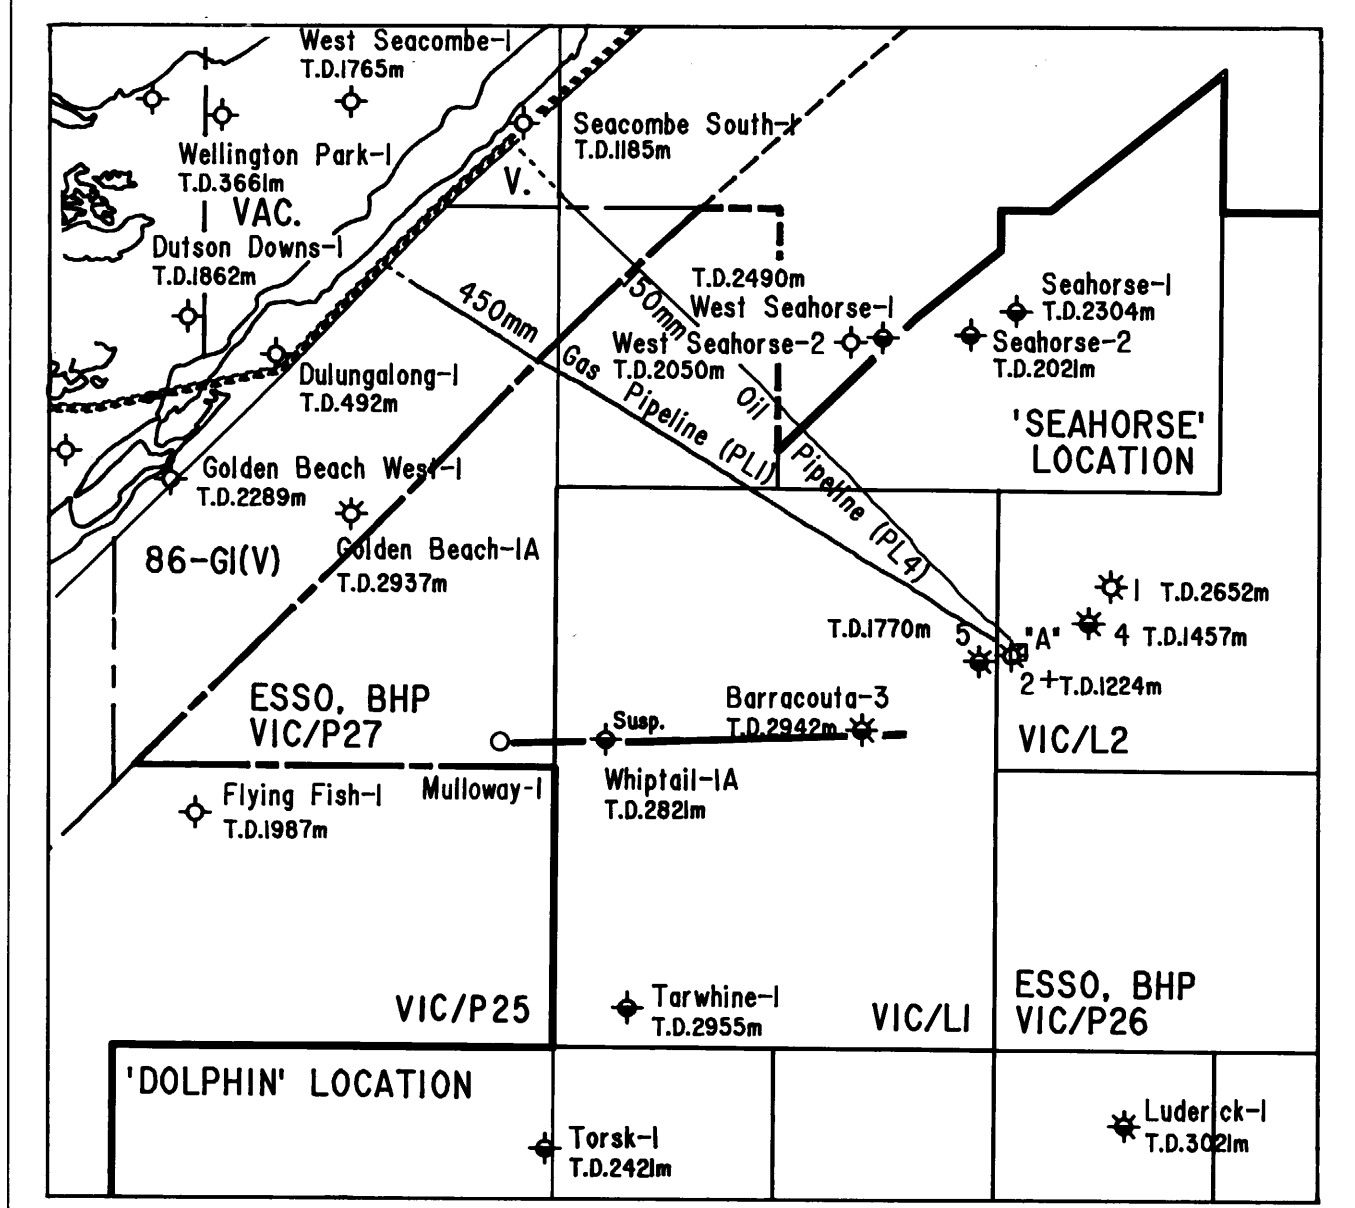 West Seacombe-1
T.D.1765m
Seacombe South-1
T.D.1185m
Wellington Park-1
T.D.3661m
V.
VAC.
Dutson Downs-1
T.D.1862m
T.D.2490m
West Seahorse-1
Seahorse-1
T.D.2304m
450mm
150mm
West Seahorse-2
T.D.2050m
Seahorse-2
T.D.2021m
Dulungalong-1
T.D.492m
Gas Pipeline (PL1)
Oil Pipeline (PL4)
'SEAHORSE'
LOCATION
Golden Beach West-1
T.D.2289m
86-G1(V)
Golden Beach-1A
T.D.2937m
1 T.D.2652m
T.D.1770m
5
"A"
4 T.D.1457m
2+T.D.1224m
ESSO, BHP
VIC/P27
Susp.
Barracouta-3
T.D.2942m
VIC/L2
Flying Fish-1
T.D.1987m
Mulloway-1
Whiptail-1A
T.D.2821m
VIC/P25
Tarwhine-1
T.D.2955m
VIC/L1
ESSO, BHP
VIC/P26
'DOLPHIN' LOCATION
Torsk-1
T.D.2421m
Luderick-1
T.D.3021m